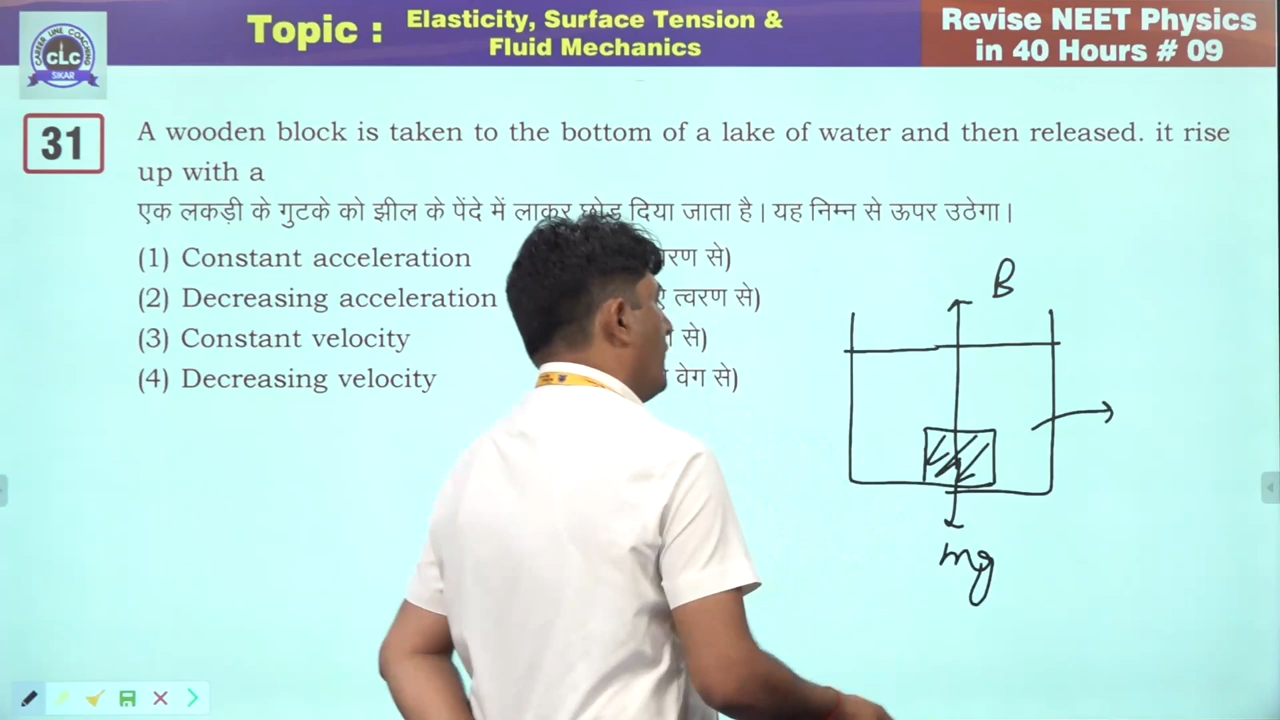 CAREER LINE COACHING
CLC
SIKAR
Topic : Elasticity, Surface Tension &
Fluid Mechanics
Revise NEET Physics
in 40 Hours # 09
31
A wooden block is taken to the bottom of a lake of water and then released. it rise
up with a
एक लकड़ी के गुटके को झील के पेंदे में लाकर छोड़ दिया जाता है। यह निम्न से ऊपर उठेगा।
(1) Constant acceleration से)
(2) Decreasing acceleration त्वरण से)
(3) Constant velocity से)
(4) Decreasing velocity वेग से)
B
mg